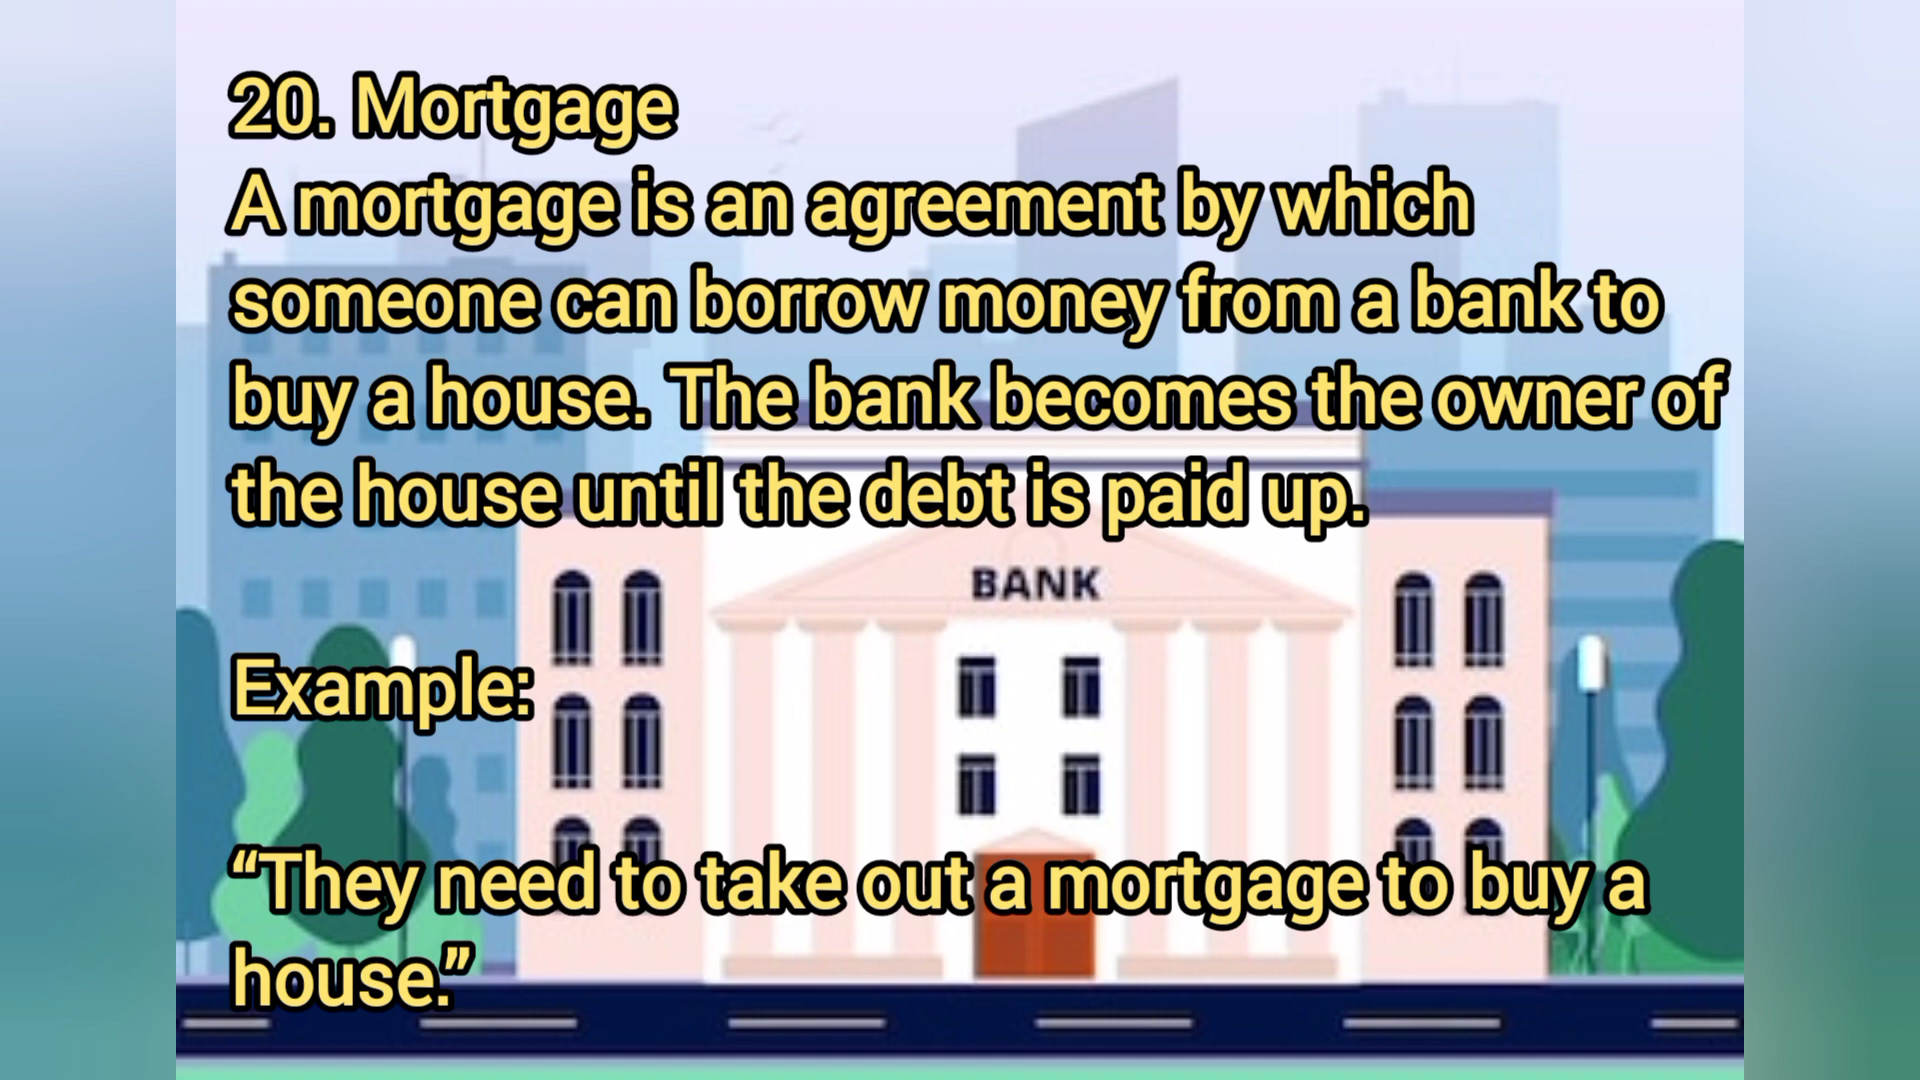 20. Mortgage
A mortgage is an agreement by which
someone can borrow money from a bank to
buy a house. The bank becomes the owner of
the house until the debt is paid up.
BANK
Example:
“They need to take out a mortgage to buy a
house.”